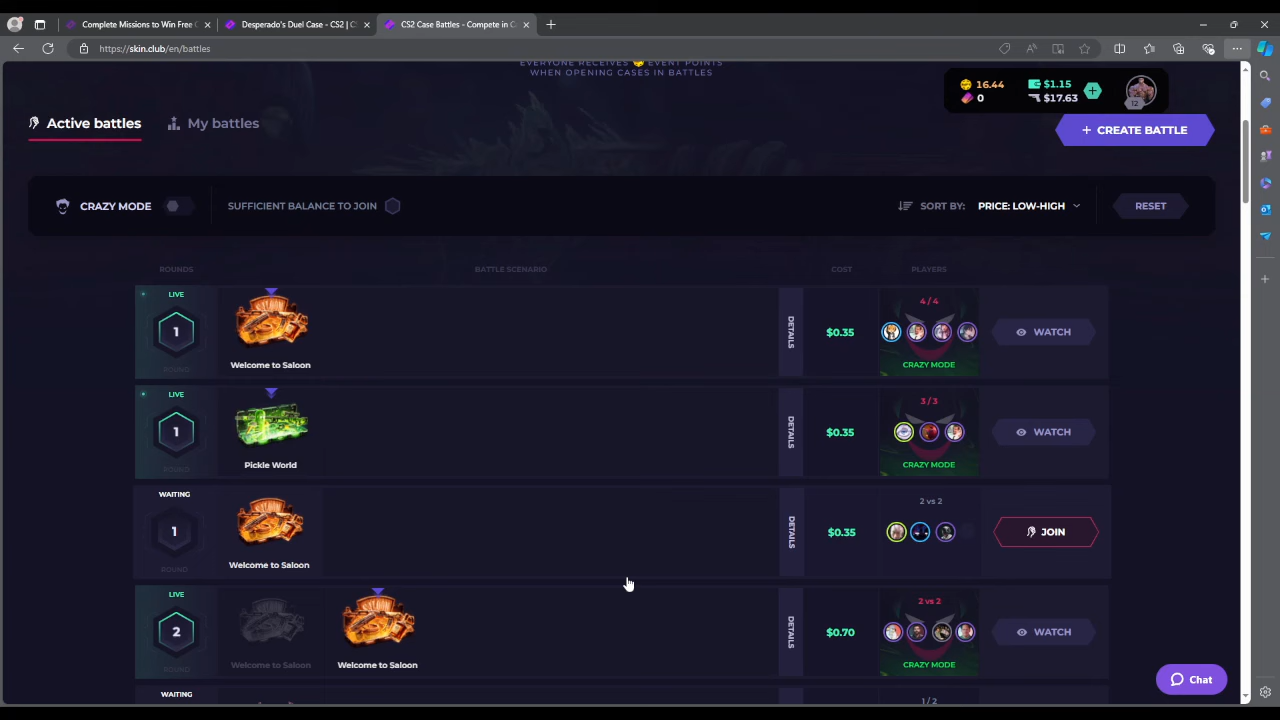 Complete Missions to Win Free C
Desperado's Duel Case - CS2 | C
CS2 Case Battles - Compete in C
https://skin.club/en/battles
EVERYONE RECEIVES EVENT POINTS
WHEN OPENING CASES IN BATTLES
16.44
$1.15
0
$17.63
12
Active battles
My battles
+ CREATE BATTLE
CRAZY MODE
SUFFICIENT BALANCE TO JOIN
SORT BY: PRICE: LOW-HIGH
RESET
ROUNDS
BATTLE SCENARIO
COST
PLAYERS
LIVE
1
ROUND
Welcome to Saloon
DETAILS
$0.35
4 / 4
CRAZY MODE
WATCH
LIVE
1
ROUND
Pickle World
DETAILS
$0.35
3 / 3
CRAZY MODE
WATCH
WAITING
1
ROUND
Welcome to Saloon
DETAILS
$0.35
2 vs 2
JOIN
LIVE
2
ROUND
Welcome to Saloon
Welcome to Saloon
DETAILS
$0.70
2 vs 2
CRAZY MODE
WATCH
WAITING
1 / 2
Chat